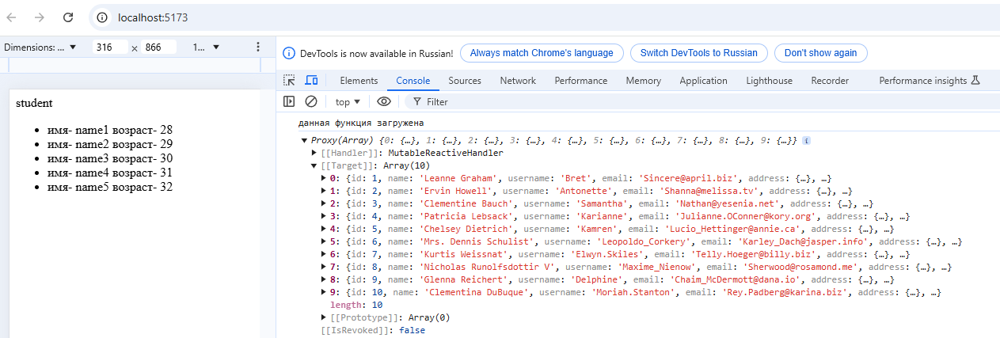 localhost:5173
Dimensions: ... 316 x 866 1...
DevTools is now available in Russian! Always match Chrome's language Switch DevTools to Russian Don't show again
Elements Console Sources Network Performance Memory Application Lighthouse Recorder Performance insights
top Filter
student
имя- name1 возраст- 28
имя- name2 возраст- 29
имя- name3 возраст- 30
имя- name4 возраст- 31
имя- name5 возраст- 32
данная функция загружена
Proxy(Array) {0: {…}, 1: {…}, 2: {…}, 3: {…}, 4: {…}, 5: {…}, 6: {…}, 7: {…}, 8: {…}, 9: {…}} i
[[Handler]]: MutableReactiveHandler
[[Target]]: Array(10)
0: {id: 1, name: 'Leanne Graham', username: 'Bret', email: 'Sincere@april.biz', address: {…}, …}
1: {id: 2, name: 'Ervin Howell', username: 'Antonette', email: 'Shanna@melissa.tv', address: {…}, …}
2: {id: 3, name: 'Clementine Bauch', username: 'Samantha', email: 'Nathan@yesenia.net', address: {…}, …}
3: {id: 4, name: 'Patricia Lebsack', username: 'Karianne', email: 'Julianne.OConner@kory.org', address: {…}, …}
4: {id: 5, name: 'Chelsey Dietrich', username: 'Kamren', email: 'Lucio_Hettinger@annie.ca', address: {…}, …}
5: {id: 6, name: 'Mrs. Dennis Schulist', username: 'Leopoldo_Corkery', email: 'Karley_Dach@jasper.info', address: {…}, …}
6: {id: 7, name: 'Kurtis Weissnat', username: 'Elwyn.Skiles', email: 'Telly.Hoeger@billy.biz', address: {…}, …}
7: {id: 8, name: 'Nicholas Runolfsdottir V', username: 'Maxime_Nienow', email: 'Sherwood@rosamond.me', address: {…}, …}
8: {id: 9, name: 'Glenna Reichert', username: 'Delphine', email: 'Chaim_McDermott@dana.io', address: {…}, …}
9: {id: 10, name: 'Clementina DuBuque', username: 'Moriah.Stanton', email: 'Rey.Padberg@karina.biz', address: {…}, …}
length: 10
[[Prototype]]: Array(0)
[[IsRevoked]]: false